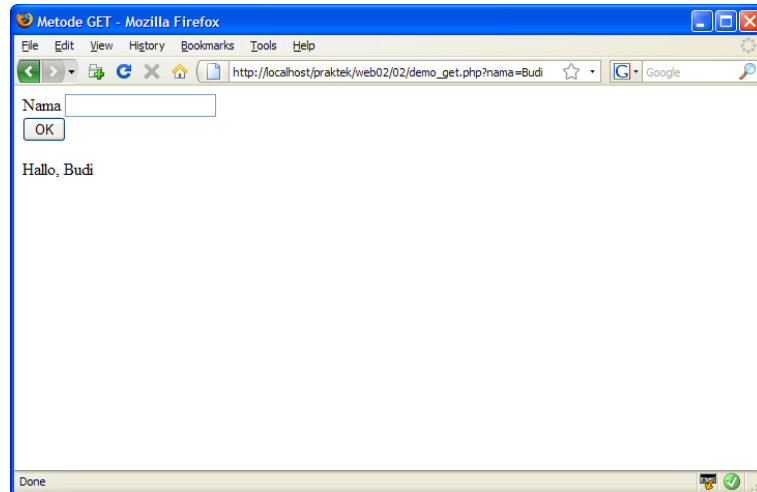 Metode GET - Mozilla Firefox
File Edit View History Bookmarks Tools Help
http://localhost/praktek/web02/02/demo_get.php?nama=Budi G Google
Nama
OK
Hallo, Budi
Done